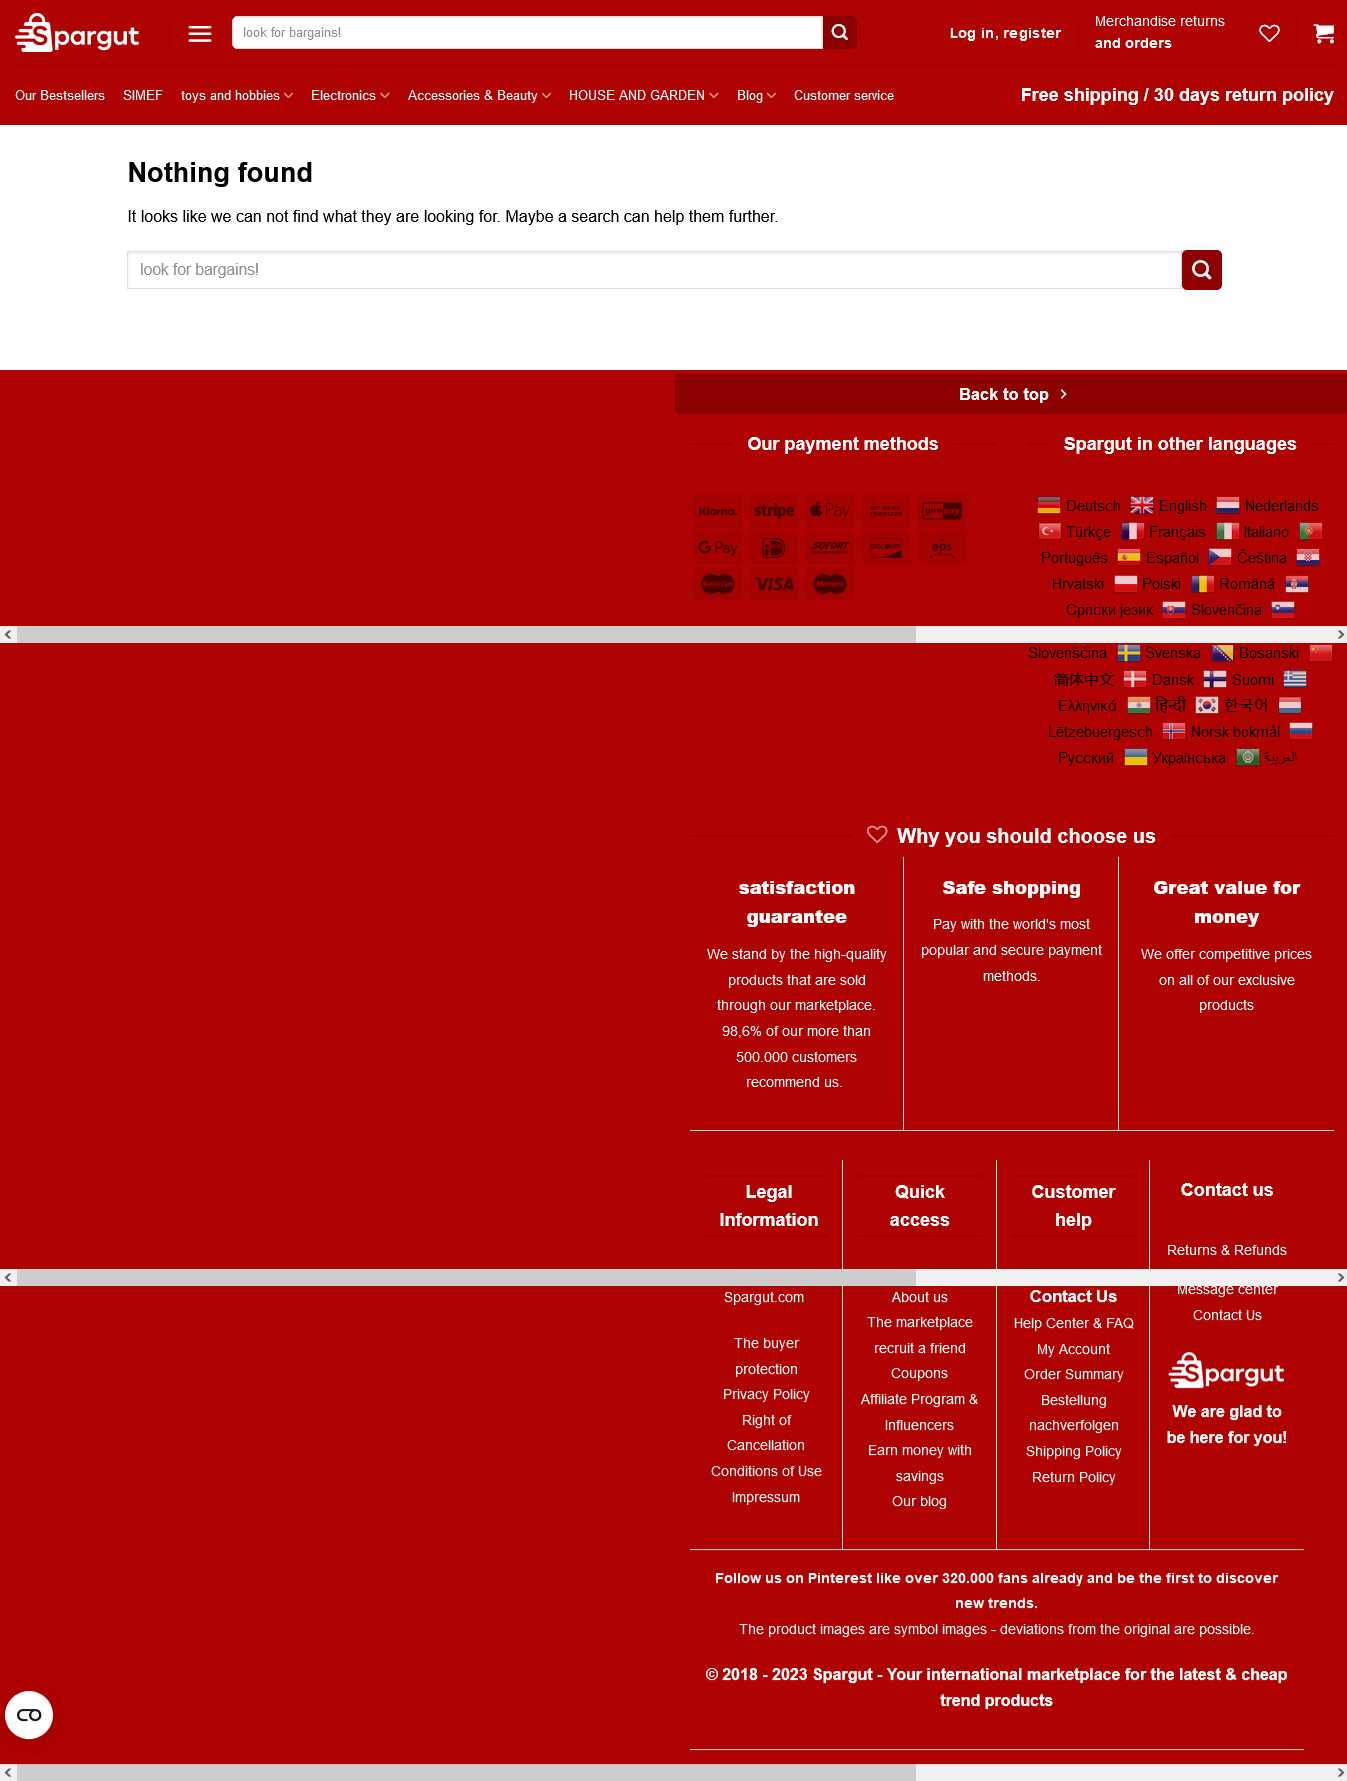 Spargut
look for bargains!
Log in, register
Merchandise returns
and orders
Our Bestsellers SIMEF toys and hobbies Electronics Accessories & Beauty HOUSE AND GARDEN Blog Customer service
Free shipping / 30 days return policy
Nothing found
It looks like we can not find what they are looking for. Maybe a search can help them further.
look for bargains!
Back to top
Our payment methods
Klarna. stripe Pay BANK TRANSFER giropay
G Pay iD SOFORT DISCOVER eps
MasterCard VISA Maestro
Spargut in other languages
Deutsch English Nederlands
Türkçe Français Italiano
Português Español Čeština
Hrvatski Polski Română
Српски језик Slovenčina
Slovenščina Svenska Bosanski
简体中文 Dansk Suomi
Ελληνικά हिन्दी 한국어
Lëtzebuergesch Norsk bokmål
Русский Українська العربية
Why you should choose us
satisfaction
guarantee
We stand by the high-quality
products that are sold
through our marketplace.
98,6% of our more than
500.000 customers
recommend us.
Safe shopping
Pay with the world's most
popular and secure payment
methods.
Great value for
money
We offer competitive prices
on all of our exclusive
products
Legal
Information
Spargut.com
The buyer
protection
Privacy Policy
Right of
Cancellation
Conditions of Use
Impressum
Quick
access
About us
The marketplace
recruit a friend
Coupons
Affiliate Program &
Influencers
Earn money with
savings
Our blog
Customer
help
Contact Us
Help Center & FAQ
My Account
Order Summary
Bestellung
nachverfolgen
Shipping Policy
Return Policy
Contact us
Returns & Refunds
Message center
Contact Us
Spargut
We are glad to
be here for you!
Follow us on Pinterest like over 320.000 fans already and be the first to discover
new trends.
The product images are symbol images - deviations from the original are possible.
© 2018 - 2023 Spargut - Your international marketplace for the latest & cheap
trend products